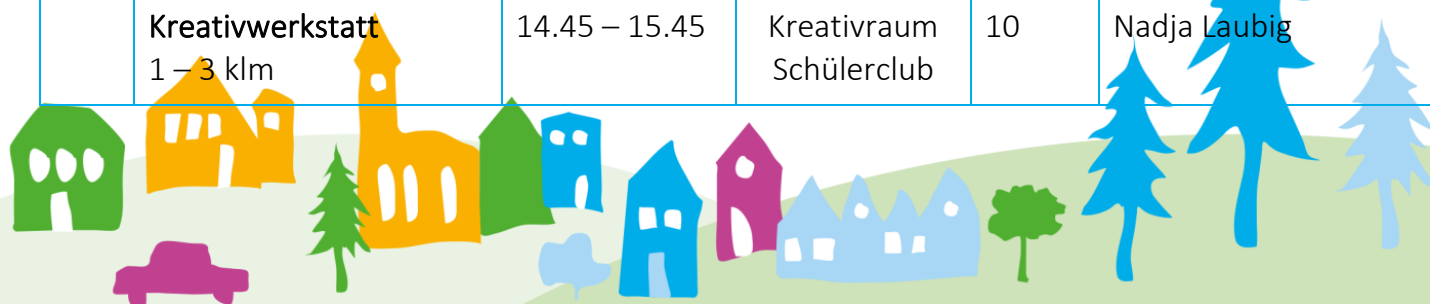 Kreativwerkstatt 14.45 – 15.45 Kreativraum 10 Nadja Laubig
1 – 3 klm Schülerclub